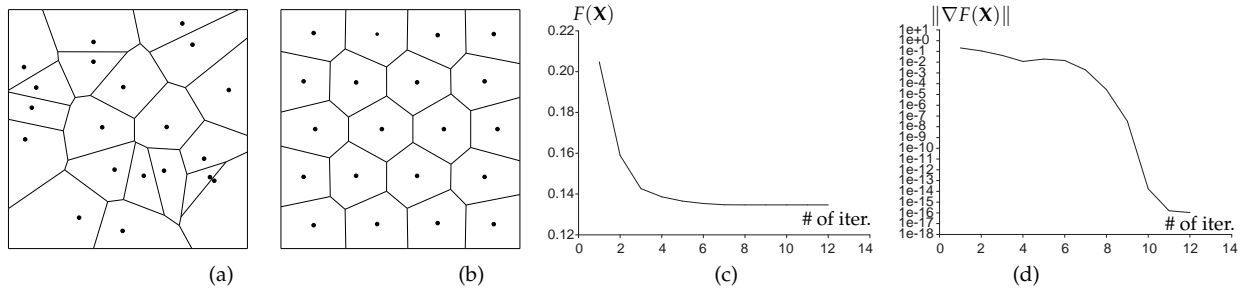 F(X)
0.22
0.20
0.18
0.16
0.14
0.12
0 2 4 6 8 10 12 14
# of iter.
‖∇F(X)‖
1e+1
1e+0
1e-1
1e-2
1e-3
1e-4
1e-5
1e-6
1e-7
1e-8
1e-9
1e-10
1e-11
1e-12
1e-13
1e-14
1e-15
1e-16
1e-17
1e-18
0 2 4 6 8 10 12 14
# of iter.
(a) (b) (c) (d)